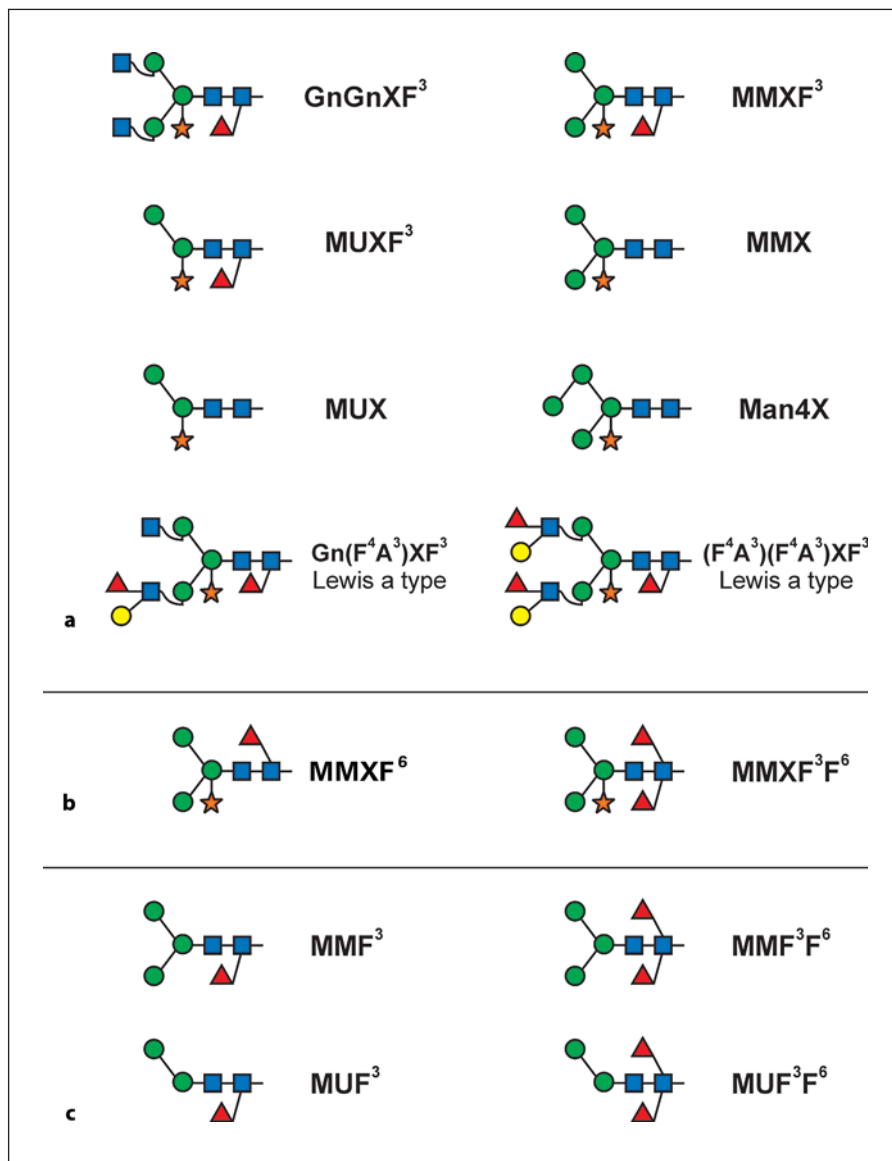 GnGnXF³ MMXF³
MUXF³ MMX
MUX Man4X
Gn(F⁴A³)XF³ (F⁴A³)(F⁴A³)XF³
Lewis a type Lewis a type
a
MMXF⁶ MMXF³F⁶
b
MMF³ MMF³F⁶
MUF³ MUF³F⁶
c